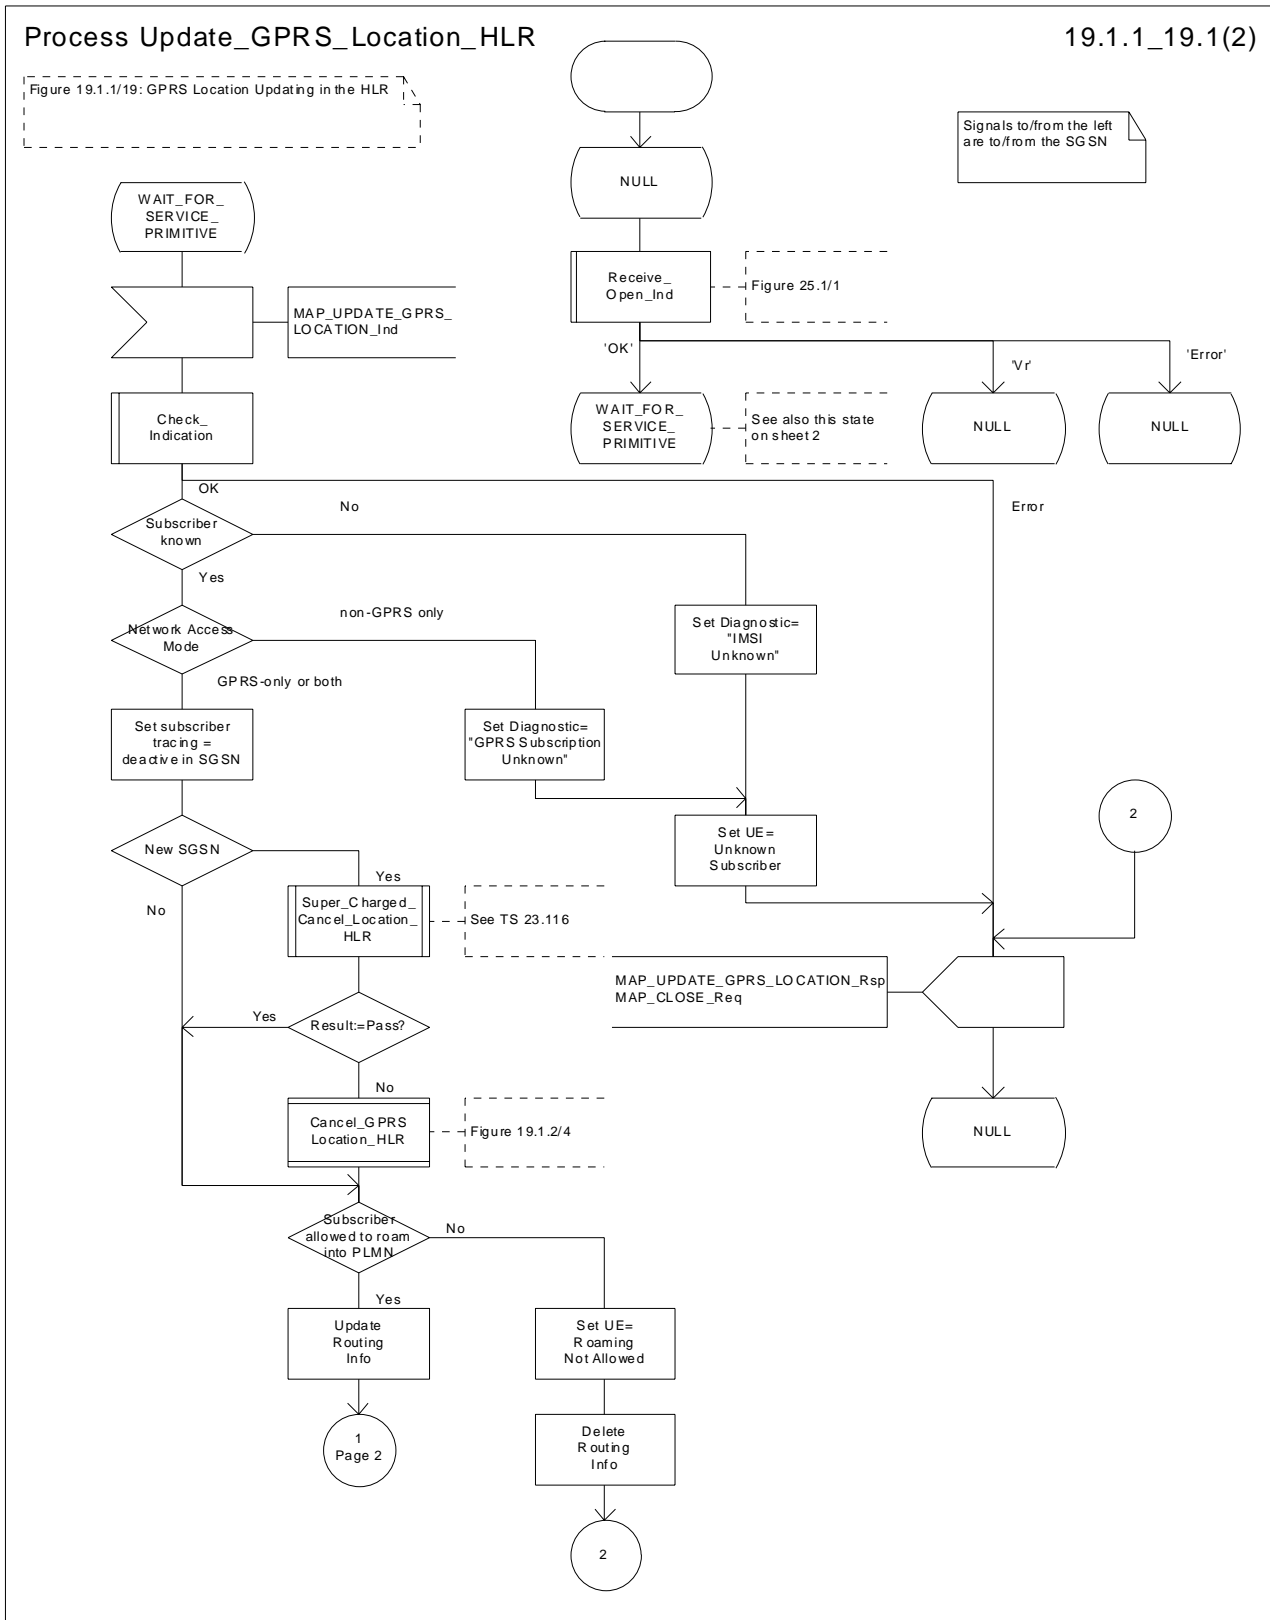 Process Update_GPRS_Location_HLR
19.1.1_19.1(2)
Figure 19.1.1/19: GPRS Location Updating in the HLR
Signals to/from the left
are to/from the SGSN
NULL
WAIT_FOR_
SERVICE_
PRIMITIVE
Receive_
Open_Ind
Figure 25.1/1
MAP_UPDATE_GPRS_
LOCATION_Ind
'OK'
'Vr'
'Error'
Check_
Indication
WAIT_FOR_
SERVICE_
PRIMITIVE
See also this state
on sheet 2
NULL
NULL
OK
No
Error
Subscriber
known
Yes
Network Access
Mode
non-GPRS only
Set Diagnostic=
"IMSI
Unknown"
GPRS-only or both
Set subscriber
tracing =
deactive in SGSN
Set Diagnostic=
"GPRS Subscription
Unknown"
2
New SGSN
Set UE=
Unknown
Subscriber
Yes
No
Super_Charged_
Cancel_Location_
HLR
See TS 23.116
MAP_UPDATE_GPRS_LOCATION_Rsp
MAP_CLOSE_Req
Yes
Result:=Pass?
No
Cancel_GPRS
Location_HLR
Figure 19.1.2/4
NULL
Subscriber
allowed to roam
into PLMN
No
Yes
Update
Routing
Info
Set UE=
Roaming
Not Allowed
1
Page 2
Delete
Routing
Info
2